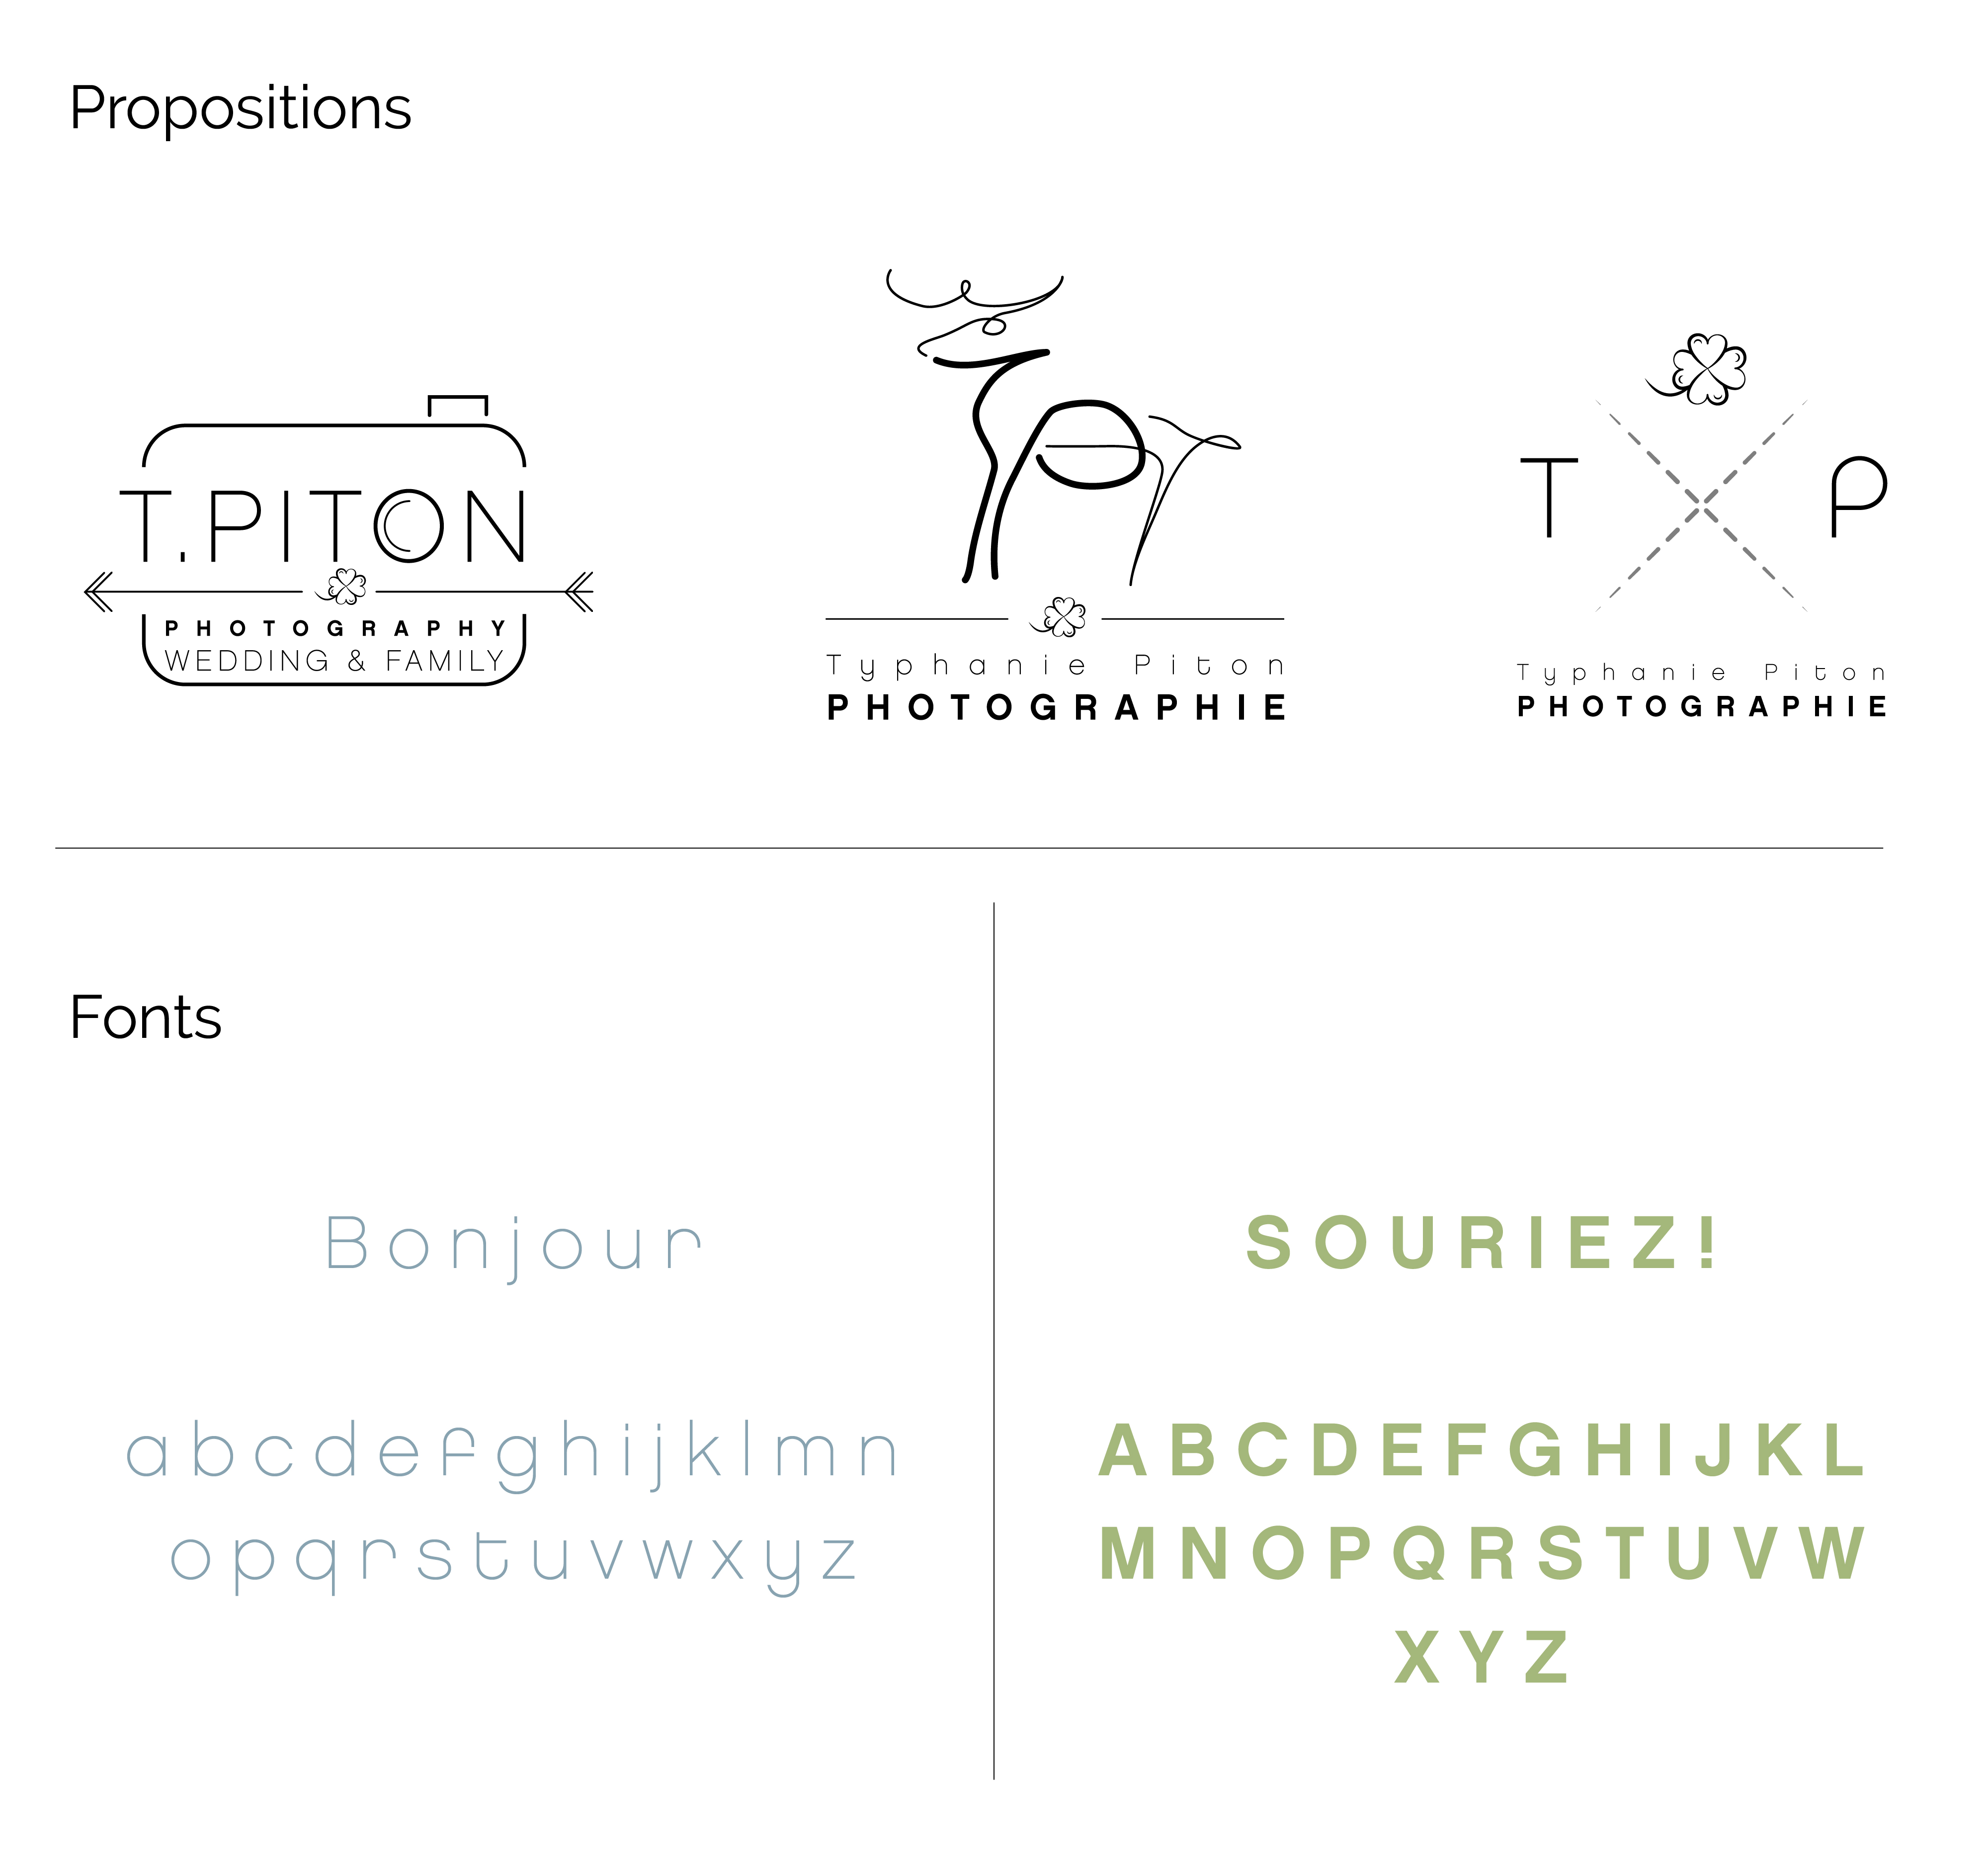 Propositions
T.PITON
PHOTOGRAPHY
WEDDING & FAMILY
Typhanie Piton
PHOTOGRAPHIE
T P
Typhanie Piton
PHOTOGRAPHIE
Fonts
Bonjour
abcdefghijklmn
opqrstuvwxyz
SOURIEZ!
ABCDEFGHIJKL
MNOPQRSTUVW
XYZ